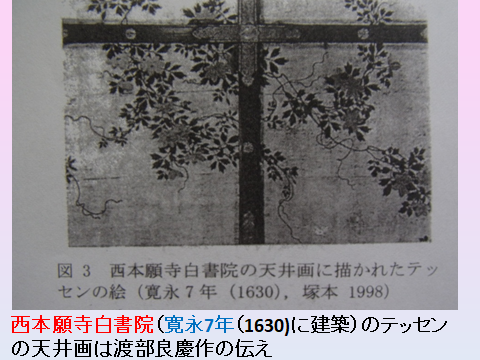 図 3 西本願寺白書院の天井画に描かれたテッ
センの絵(寛永7年(1630),塚本 1998)
西本願寺白書院(寛永7年(1630)に建築)のテッセン
の天井画は渡部良慶作の伝え